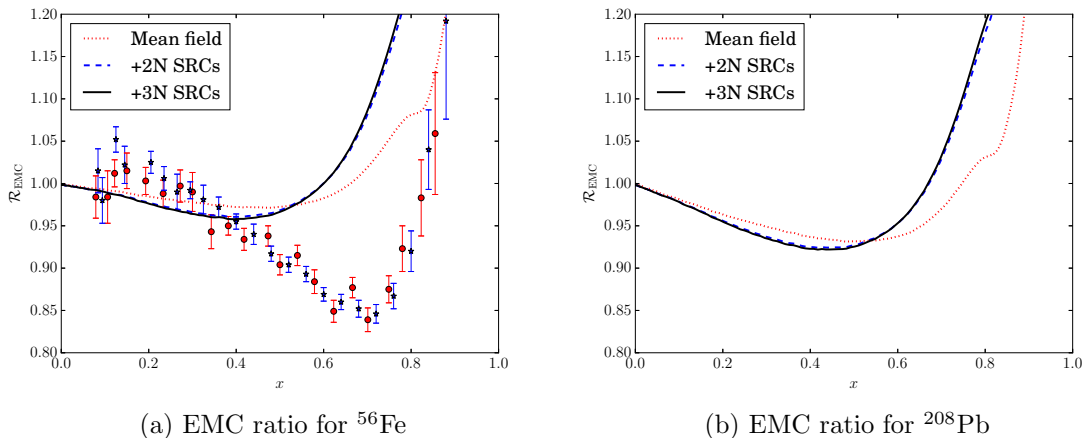 1.20
1.15
1.10
1.05
1.00
0.95
0.90
0.85
0.80
R_EMC
Mean field
+2N SRCs
+3N SRCs
0.0 0.2 0.4 0.6 0.8 1.0
x
(a) EMC ratio for ⁵⁶Fe
1.20
1.15
1.10
1.05
1.00
0.95
0.90
0.85
0.80
R_EMC
Mean field
+2N SRCs
+3N SRCs
0.0 0.2 0.4 0.6 0.8 1.0
x
(b) EMC ratio for ²⁰⁸Pb